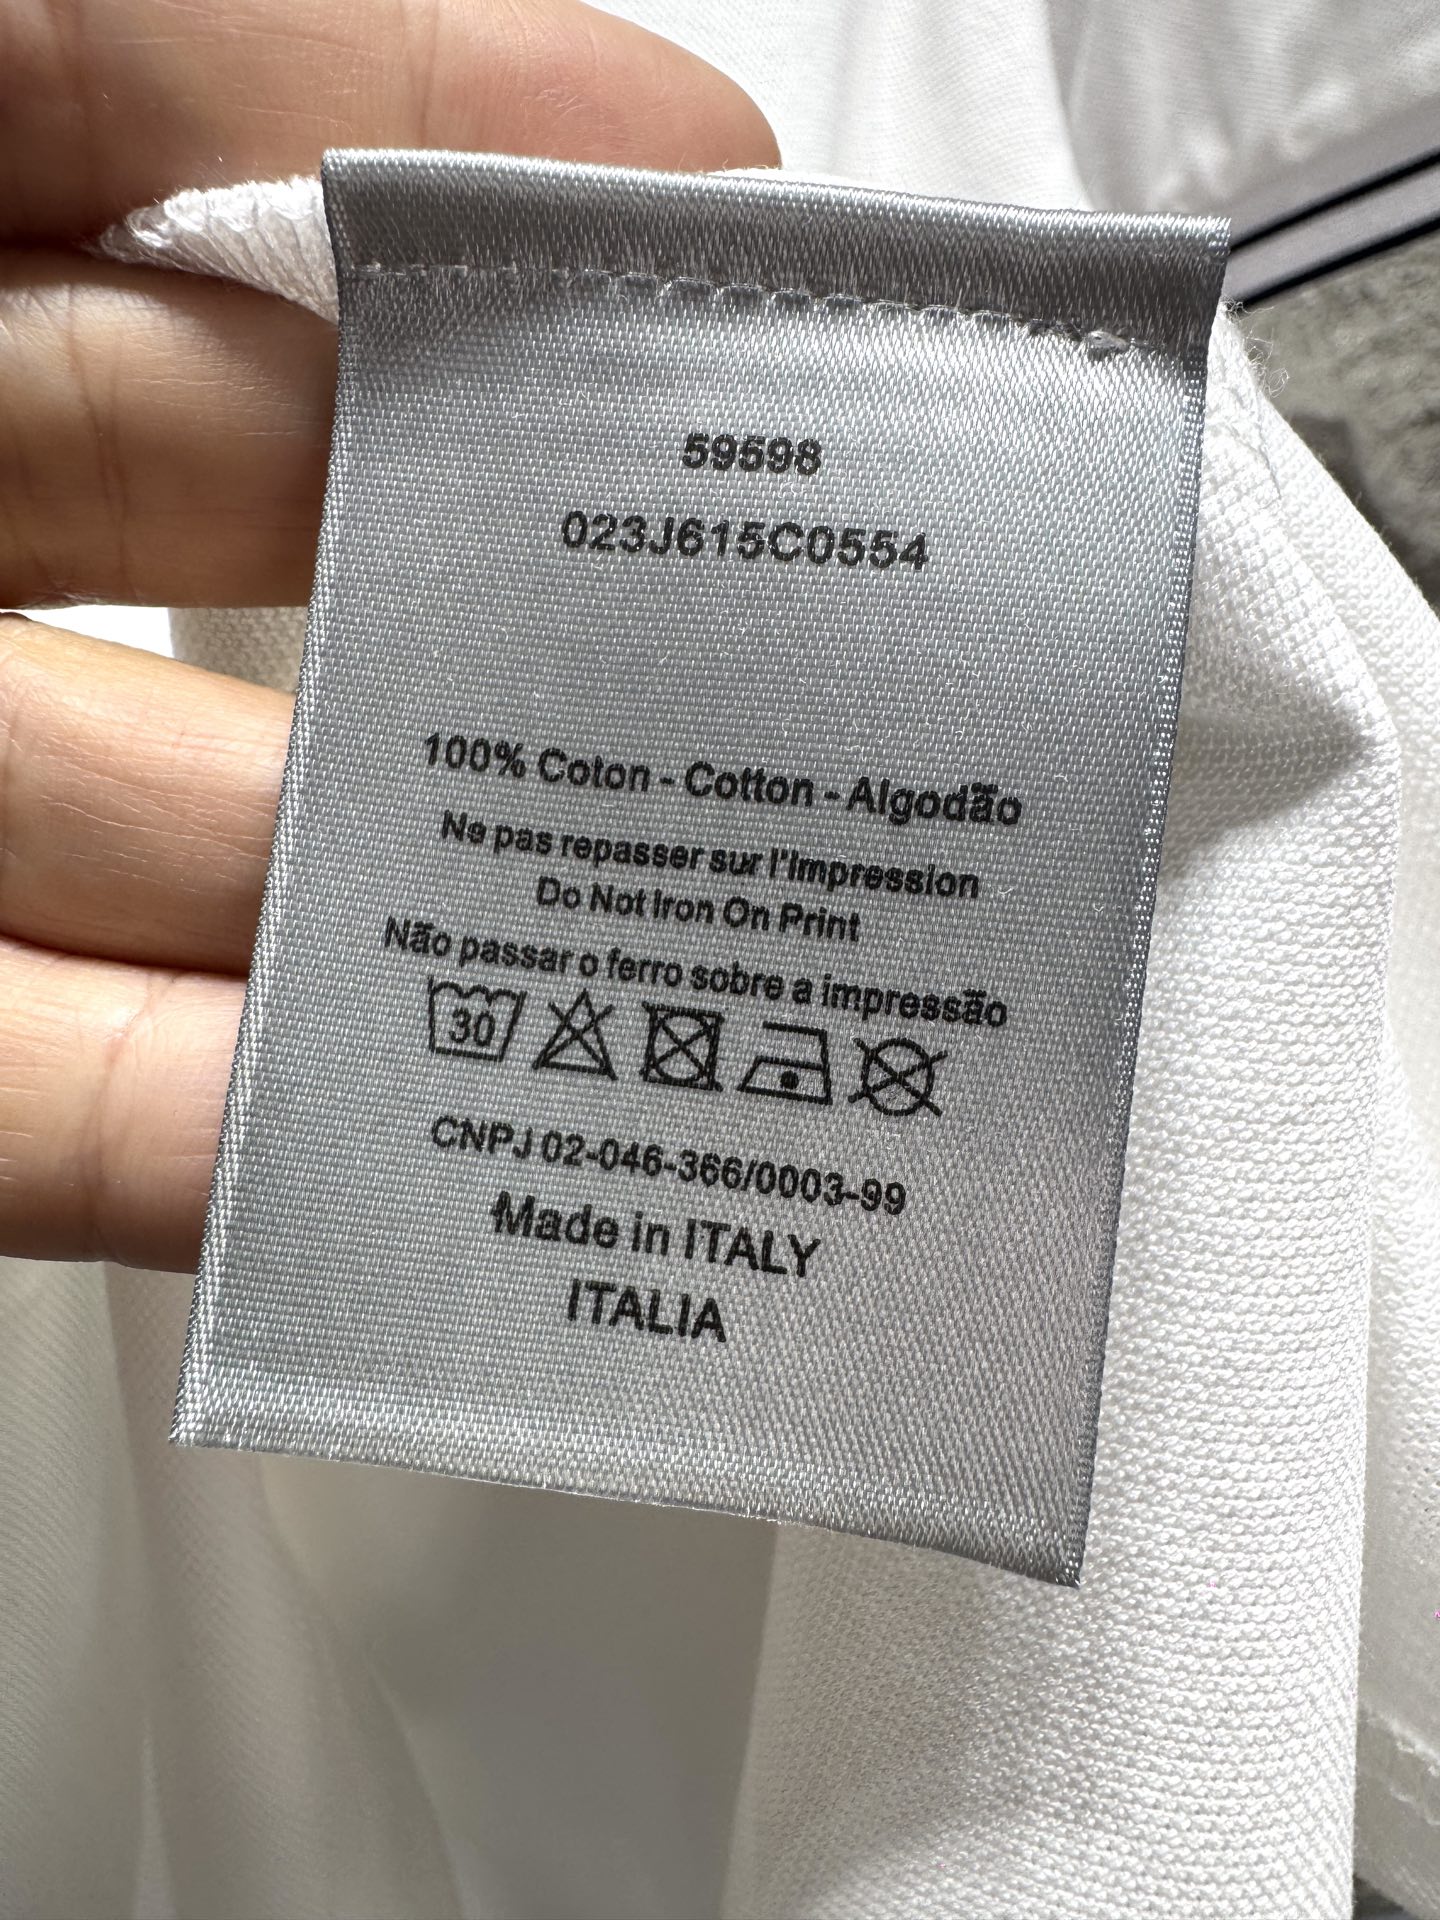 59598
023J615C0554
100% Coton - Cotton - Algodão
Ne pas repasser sur l'Impression
Do Not Iron On Print
Não passar o ferro sobre a impressão
30
CNPJ 02-046-366/0003-99
Made in ITALY
ITALIA